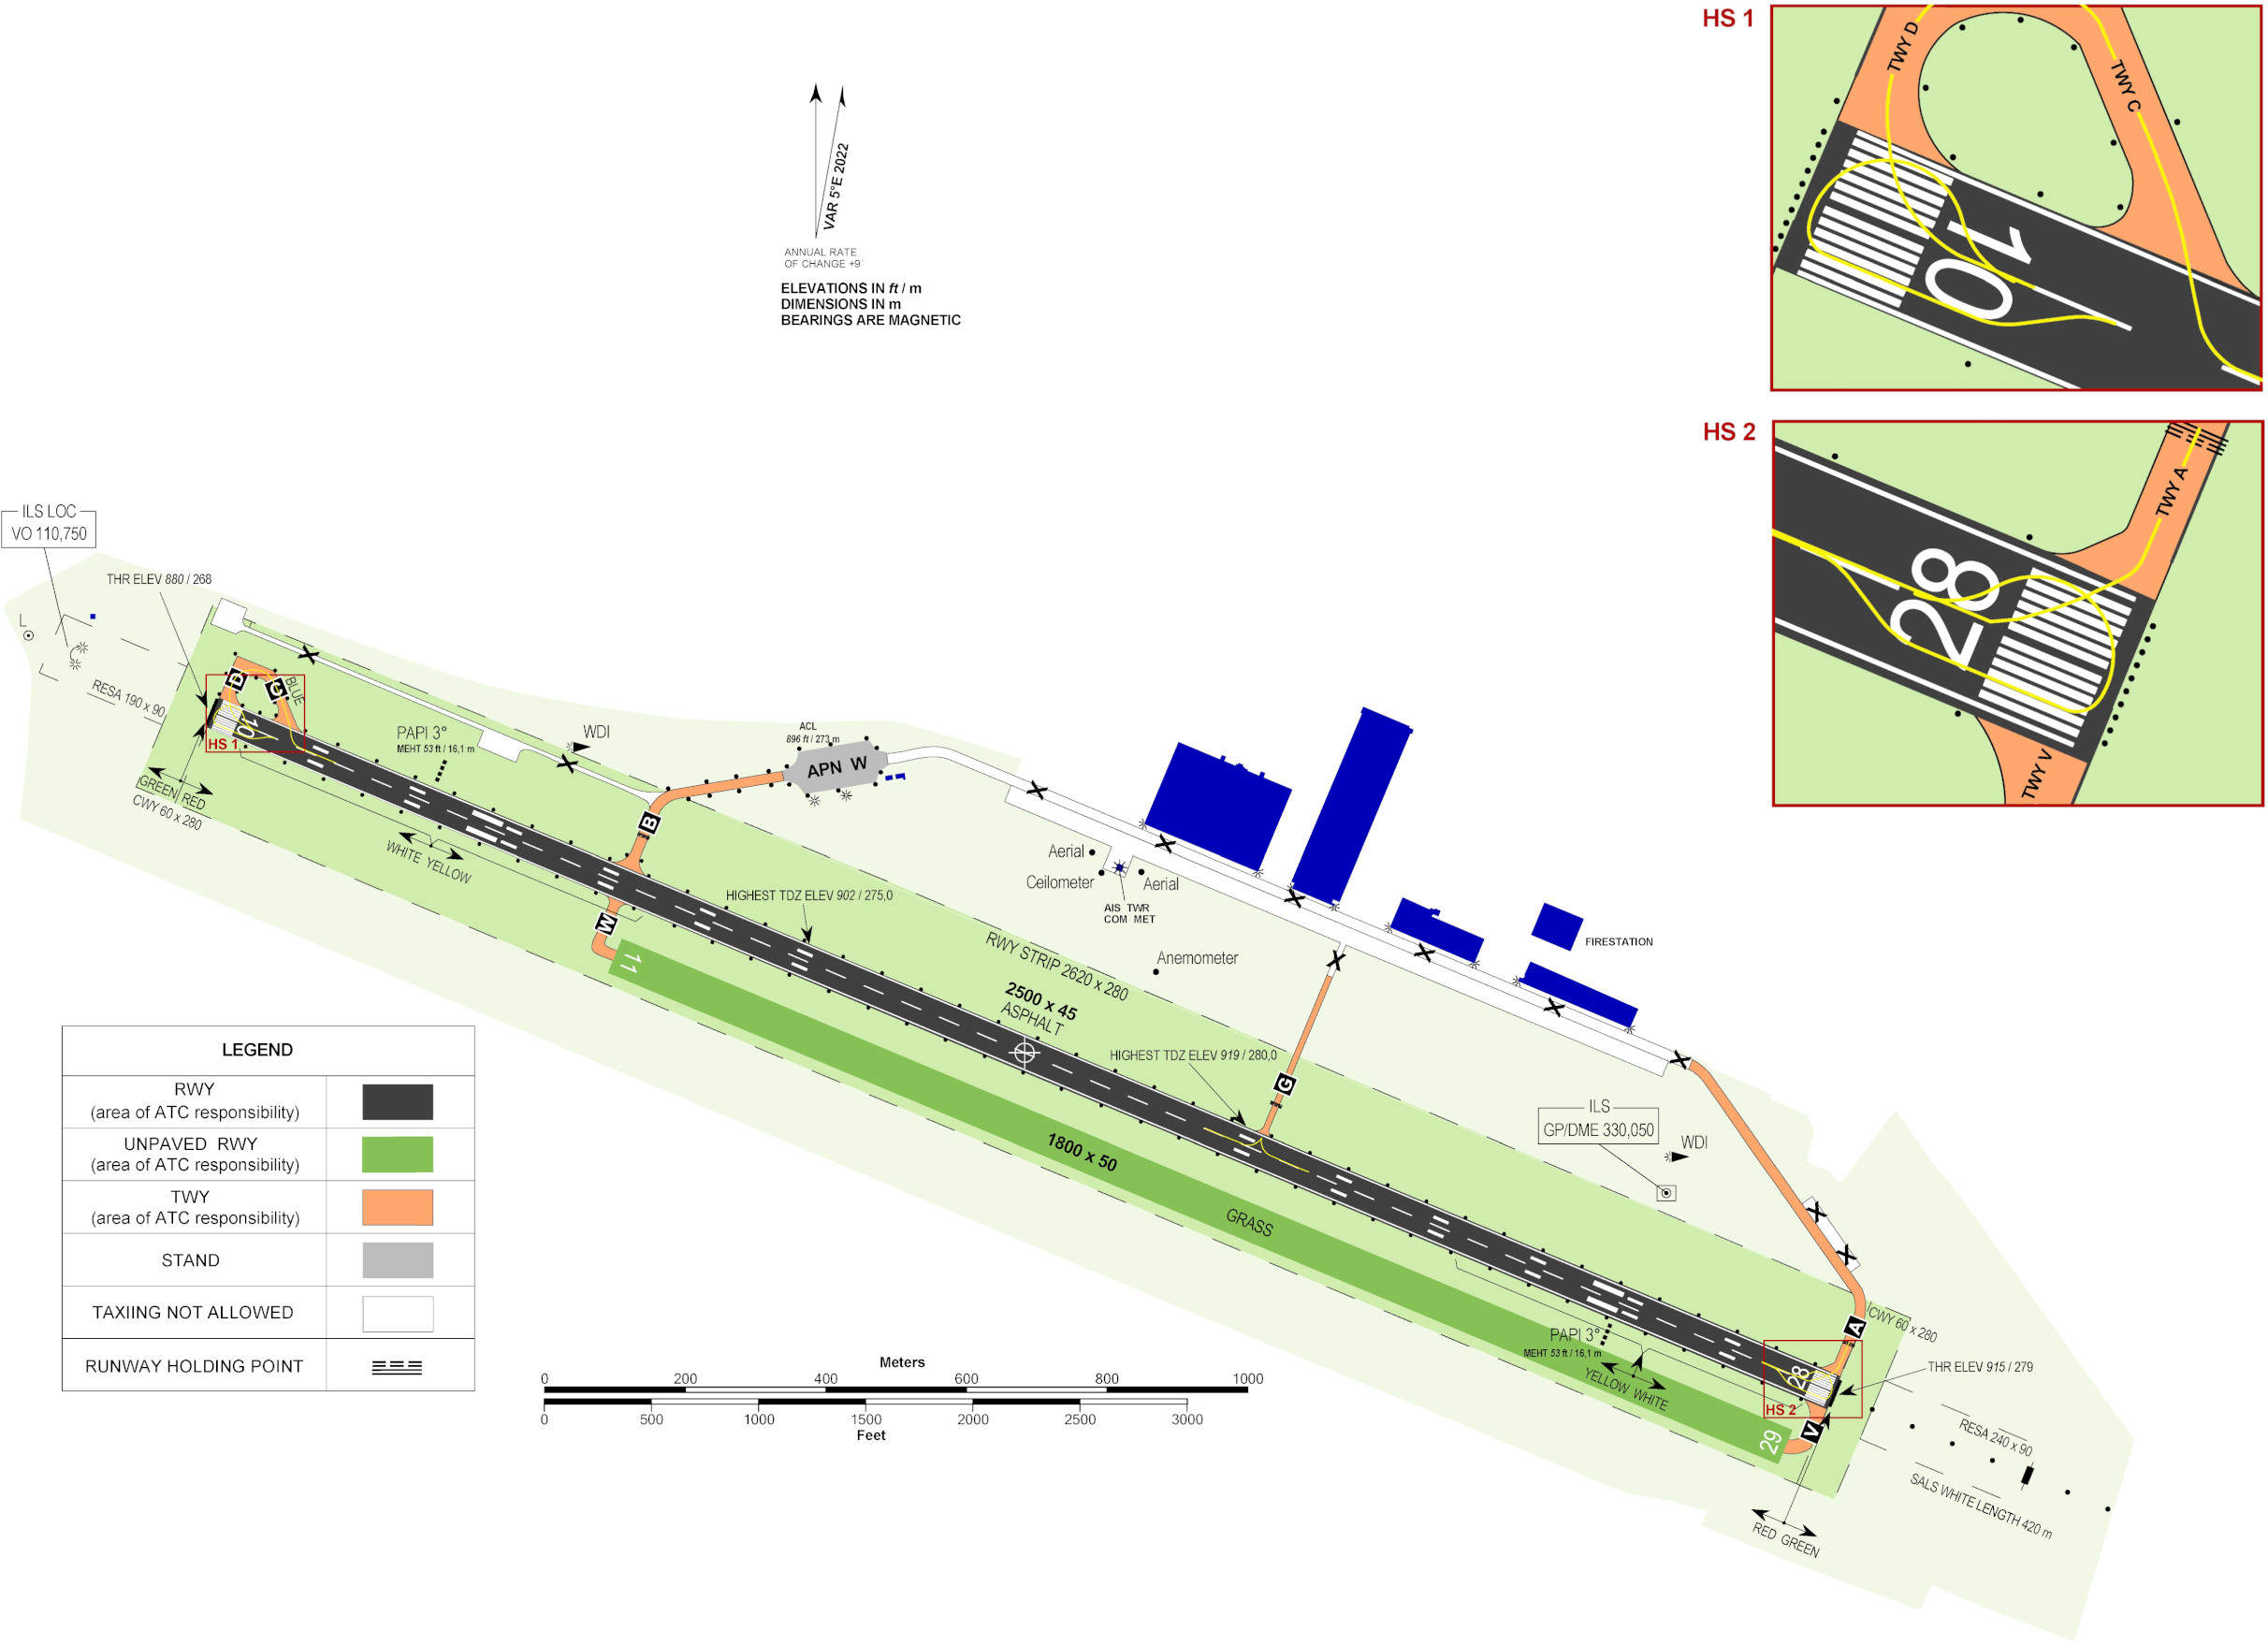 HS 1
TWY D
TWY C
10
VAR 5°E 2022
ANNUAL RATE
OF CHANGE +9'
ELEVATIONS IN ft / m
DIMENSIONS IN m
BEARINGS ARE MAGNETIC
HS 2
TWY A
28
TWY V
ILS LOC
VO 110,750
THR ELEV 880 / 268
L
RESA 190 x 90
D
C
BLUE
10
HS 1
GREEN RED
CWY 60 x 280
PAPI 3°
MEHT 53 ft / 16,1 m
WDI
WHITE YELLOW
ACL
896 ft / 273 m
APN W
B
W
11
HIGHEST TDZ ELEV 902 / 275,0
Aerial
Ceilometer
Aerial
AIS TWR
COM MET
Anemometer
RWY STRIP 2620 x 280
2500 x 45
ASPHALT
FIRESTATION
HIGHEST TDZ ELEV 919 / 280,0
G
1800 x 50
GRASS
ILS
GP/DME 330,050
WDI
PAPI 3°
MEHT 53 ft / 16,1 m
YELLOW WHITE
A
CWY 60 x 280
28
HS 2
THR ELEV 915 / 279
V
29
RESA 240 x 90
SALS WHITE LENGTH 420 m
RED GREEN
LEGEND
RWY
(area of ATC responsibility)
UNPAVED RWY
(area of ATC responsibility)
TWY
(area of ATC responsibility)
STAND
TAXIING NOT ALLOWED
RUNWAY HOLDING POINT
Meters
0 200 400 600 800 1000
0 500 1000 1500 2000 2500 3000
Feet